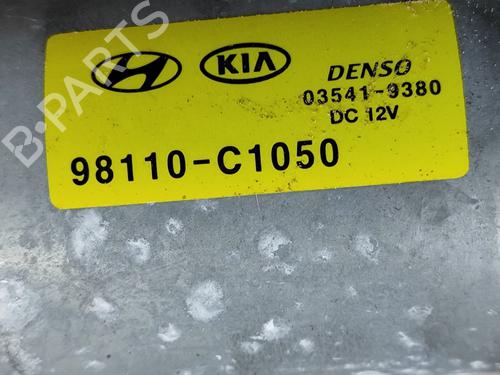 KIA
DENSO
03541-9380
DC 12V
98110-C1050
B-PARTS